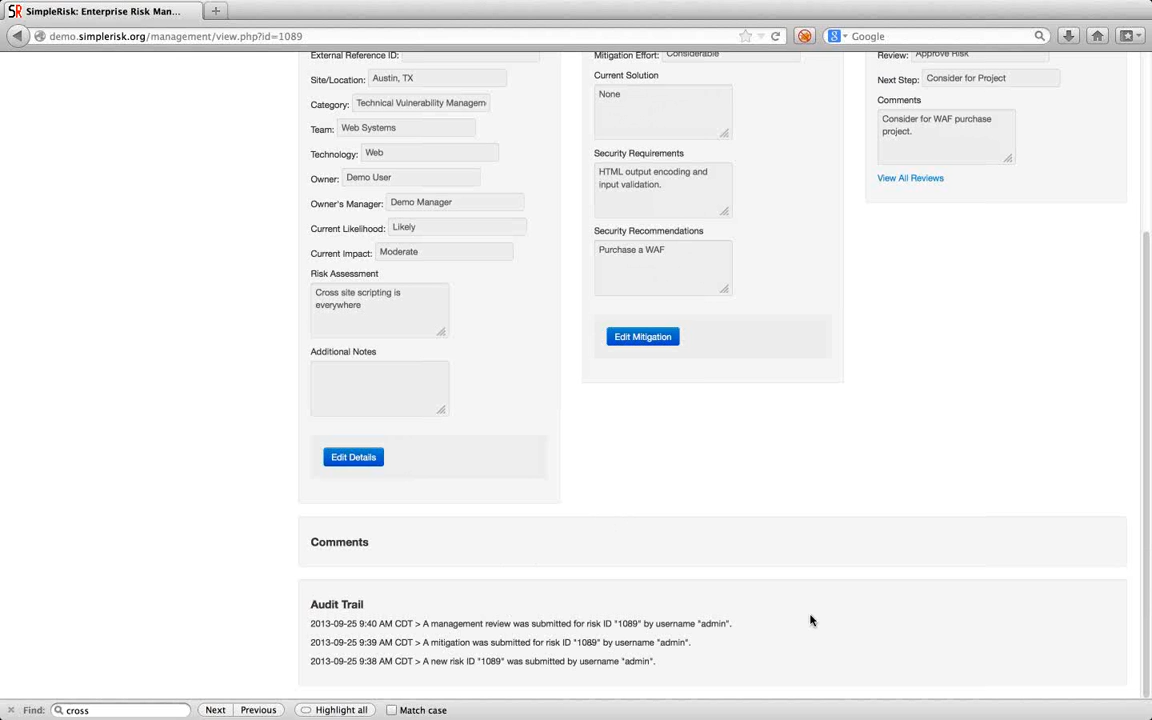 SimpleRisk: Enterprise Risk Man...
demo.simplerisk.org/management/view.php?id=1089
Google
External Reference ID:
Site/Location: Austin, TX
Category: Technical Vulnerability Managem
Team: Web Systems
Technology: Web
Owner: Demo User
Owner's Manager: Demo Manager
Current Likelihood: Likely
Current Impact: Moderate
Risk Assessment
Cross site scripting is
everywhere
Additional Notes
Edit Details
Mitigation Effort: Considerable
Current Solution
None
Security Requirements
HTML output encoding and
input validation.
Security Recommendations
Purchase a WAF
Edit Mitigation
Review: Approve Risk
Next Step: Consider for Project
Comments
Consider for WAF purchase
project.
View All Reviews
Comments
Audit Trail
2013-09-25 9:40 AM CDT > A management review was submitted for risk ID "1089" by username "admin".
2013-09-25 9:39 AM CDT > A mitigation was submitted for risk ID "1089" by username "admin".
2013-09-25 9:38 AM CDT > A new risk ID "1089" was submitted by username "admin".
Find: cross Next Previous Highlight all Match case